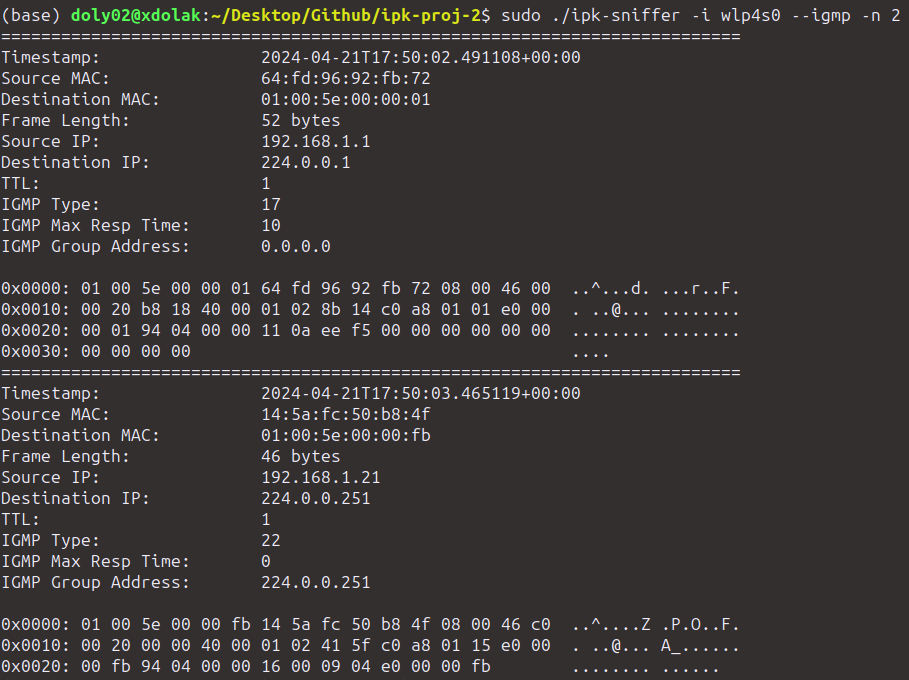 (base) doly02@xdolak:~/Desktop/Github/ipk-proj-2$ sudo ./ipk-sniffer -i wlp4s0 --igmp -n 2
==========================================================================
Timestamp:                2024-04-21T17:50:02.491108+00:00
Source MAC:               64:fd:96:92:fb:72
Destination MAC:          01:00:5e:00:00:01
Frame Length:             52 bytes
Source IP:                192.168.1.1
Destination IP:           224.0.0.1
TTL:                      1
IGMP Type:                17
IGMP Max Resp Time:       10
IGMP Group Address:       0.0.0.0

0x0000: 01 00 5e 00 00 01 64 fd 96 92 fb 72 08 00 46 00  ..^...d. ...r..F.
0x0010: 00 20 b8 18 40 00 01 02 8b 14 c0 a8 01 01 e0 00  . ..@... ........
0x0020: 00 01 94 04 00 00 11 0a ee f5 00 00 00 00 00 00  ........ ........
0x0030: 00 00 00 00                                      ....
==========================================================================
Timestamp:                2024-04-21T17:50:03.465119+00:00
Source MAC:               14:5a:fc:50:b8:4f
Destination MAC:          01:00:5e:00:00:fb
Frame Length:             46 bytes
Source IP:                192.168.1.21
Destination IP:           224.0.0.251
TTL:                      1
IGMP Type:                22
IGMP Max Resp Time:       0
IGMP Group Address:       224.0.0.251

0x0000: 01 00 5e 00 00 fb 14 5a fc 50 b8 4f 08 00 46 c0  ..^....Z .P.O..F.
0x0010: 00 20 00 00 40 00 01 02 41 5f c0 a8 01 15 e0 00  . ..@... A_......
0x0020: 00 fb 94 04 00 00 16 00 09 04 e0 00 00 fb        ........ ......